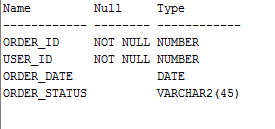 Name Null Type
------------ -------- ------------
ORDER_ID NOT NULL NUMBER
USER_ID NOT NULL NUMBER
ORDER_DATE DATE
ORDER_STATUS VARCHAR2(45)